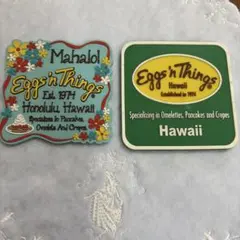 Mahalo!
Eggs 'n Things
Est. 1974
Honolulu, Hawaii
Specializes in Pancakes,
Omelets And Crepes
Eggs 'n Things
Hawaii
Established in 1974
Specializing in Omelettes, Pancakes and Crepes
Hawaii